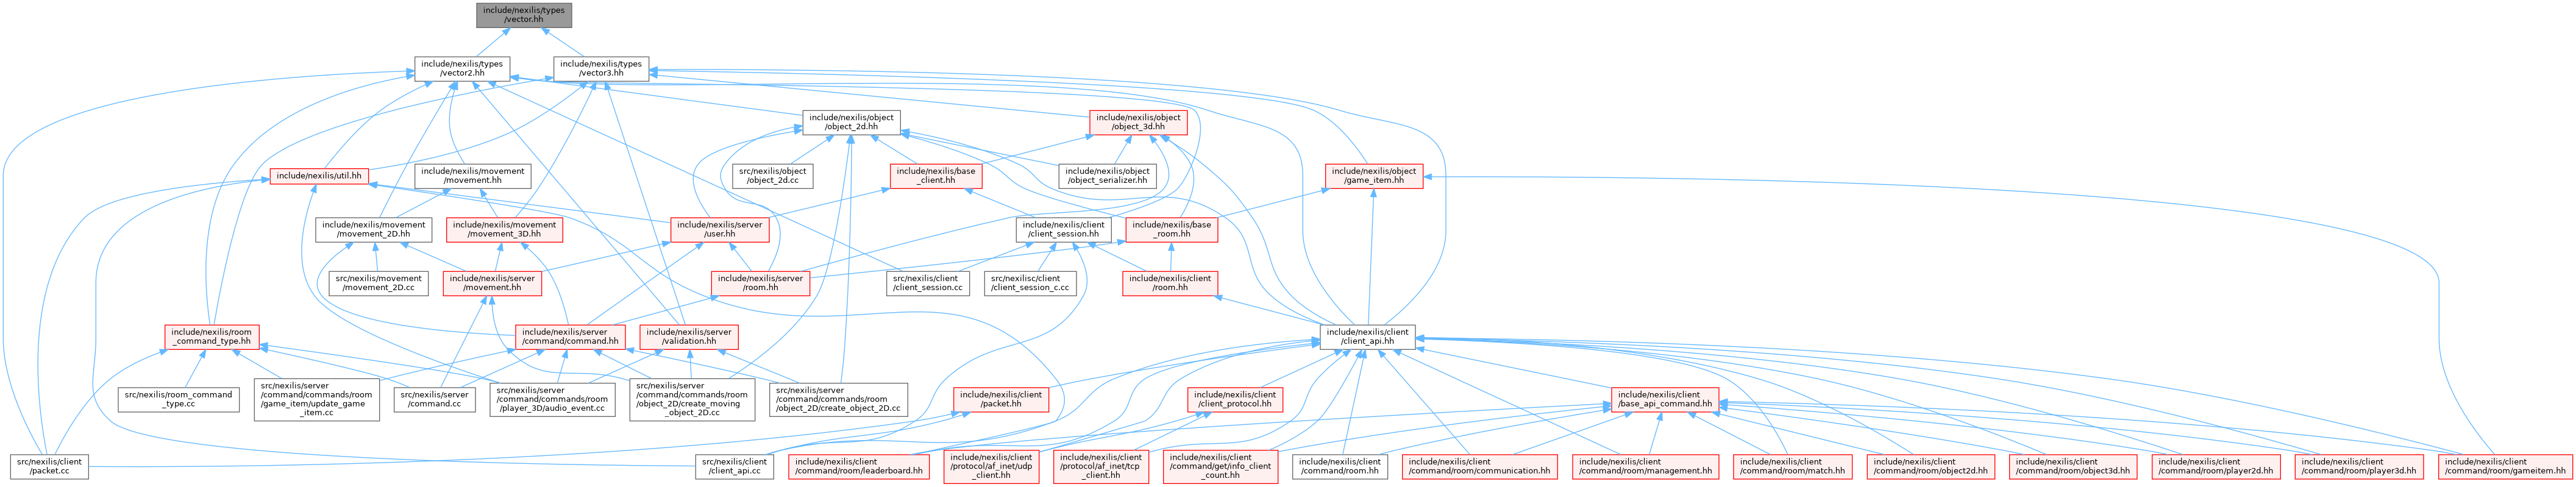 include/nexilis/types
/vector.hh
include/nexilis/types
/vector2.hh
include/nexilis/types
/vector3.hh
include/nexilis/object
/object_2d.hh
include/nexilis/object
/object_3d.hh
include/nexilis/util.hh
include/nexilis/movement
/movement.hh
src/nexilis/object
/object_2d.cc
include/nexilis/base
_client.hh
include/nexilis/object
/object_serializer.hh
include/nexilis/object
/game_item.hh
include/nexilis/movement
/movement_2D.hh
include/nexilis/movement
/movement_3D.hh
include/nexilis/server
/user.hh
include/nexilis/client
/client_session.hh
include/nexilis/base
_room.hh
src/nexilis/movement
/movement_2D.cc
include/nexilis/server
/movement.hh
include/nexilis/server
/room.hh
src/nexilis/client
/client_session.cc
src/nexilisc/client
/client_session_c.cc
include/nexilis/client
/room.hh
include/nexilis/room
_command_type.hh
include/nexilis/server
/command/command.hh
include/nexilis/server
/validation.hh
include/nexilis/client
/client_api.hh
src/nexilis/room_command
_type.cc
src/nexilis/server
/command/commands/room
/game_item/update_game
_item.cc
src/nexilis/server
/command.cc
src/nexilis/server
/command/commands/room
/player_3D/audio_event.cc
src/nexilis/server
/command/commands/room
/object_2D/create_moving
_object_2D.cc
src/nexilis/server
/command/commands/room
/object_2D/create_object_2D.cc
include/nexilis/client
/packet.hh
include/nexilis/client
/client_protocol.hh
include/nexilis/client
/base_api_command.hh
src/nexilis/client
/packet.cc
src/nexilis/client
/client_api.cc
include/nexilis/client
/command/room/leaderboard.hh
include/nexilis/client
/protocol/af_inet/udp
_client.hh
include/nexilis/client
/protocol/af_inet/tcp
_client.hh
include/nexilis/client
/command/get/info_client
_count.hh
include/nexilis/client
/command/room.hh
include/nexilis/client
/command/room/communication.hh
include/nexilis/client
/command/room/management.hh
include/nexilis/client
/command/room/match.hh
include/nexilis/client
/command/room/object2d.hh
include/nexilis/client
/command/room/object3d.hh
include/nexilis/client
/command/room/player2d.hh
include/nexilis/client
/command/room/player3d.hh
include/nexilis/client
/command/room/gameitem.hh